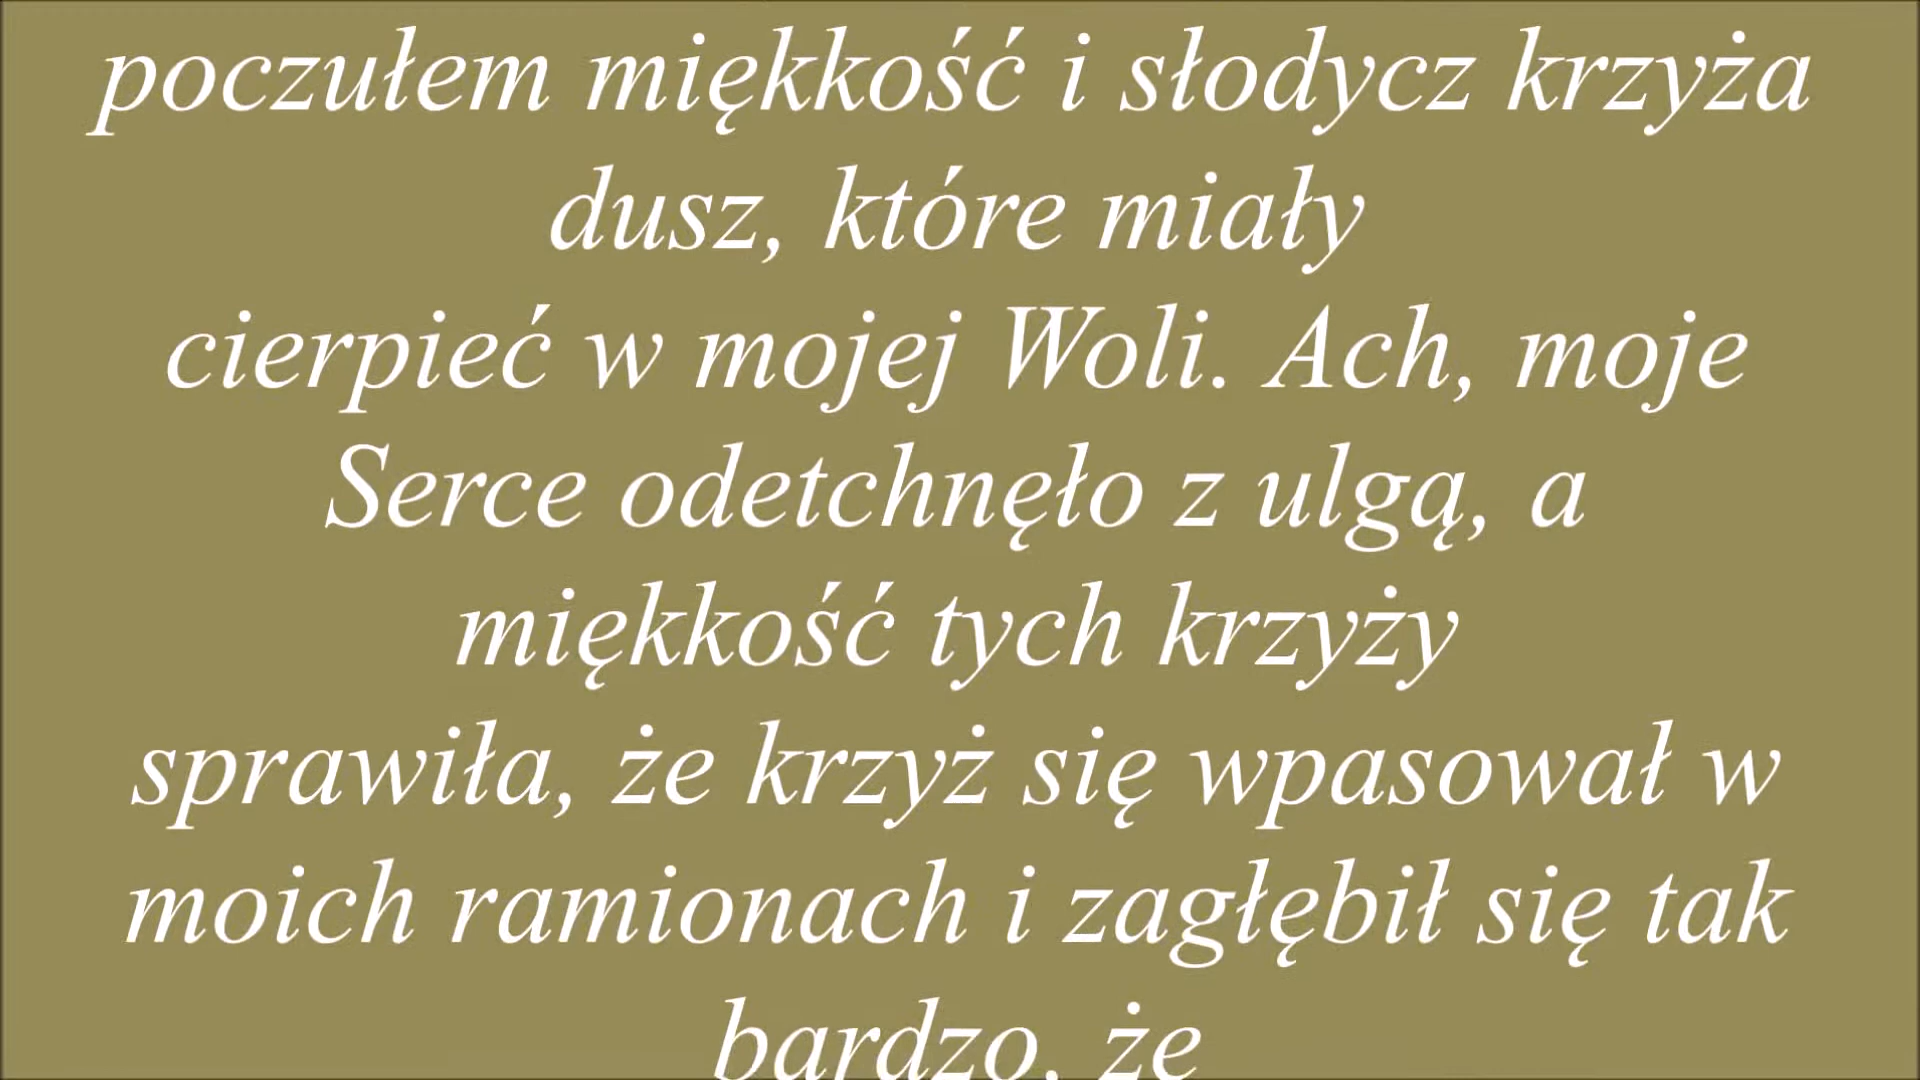 poczułem miękkość i słodycz krzyża
dusz, które miały
cierpieć w mojej Woli. Ach, moje
Serce odetchnęło z ulgą, a
miękkość tych krzyży
sprawiła, że krzyż się wpasował w
moich ramionach i zagłębił się tak
bardzo, że